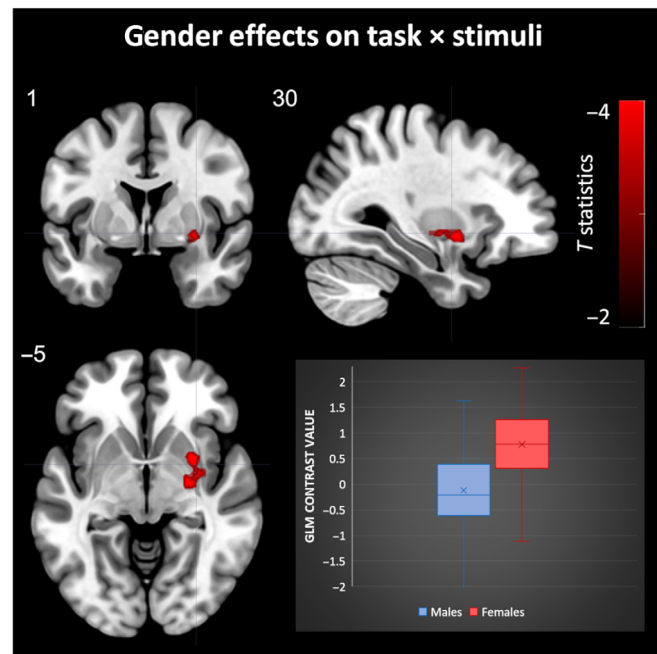 Gender effects on task × stimuli
1
30
−4
T statistics
−2
−5
2
1.5
1
0.5
0
−0.5
−1
−1.5
−2
GLM CONTRAST VALUE
Males
Females